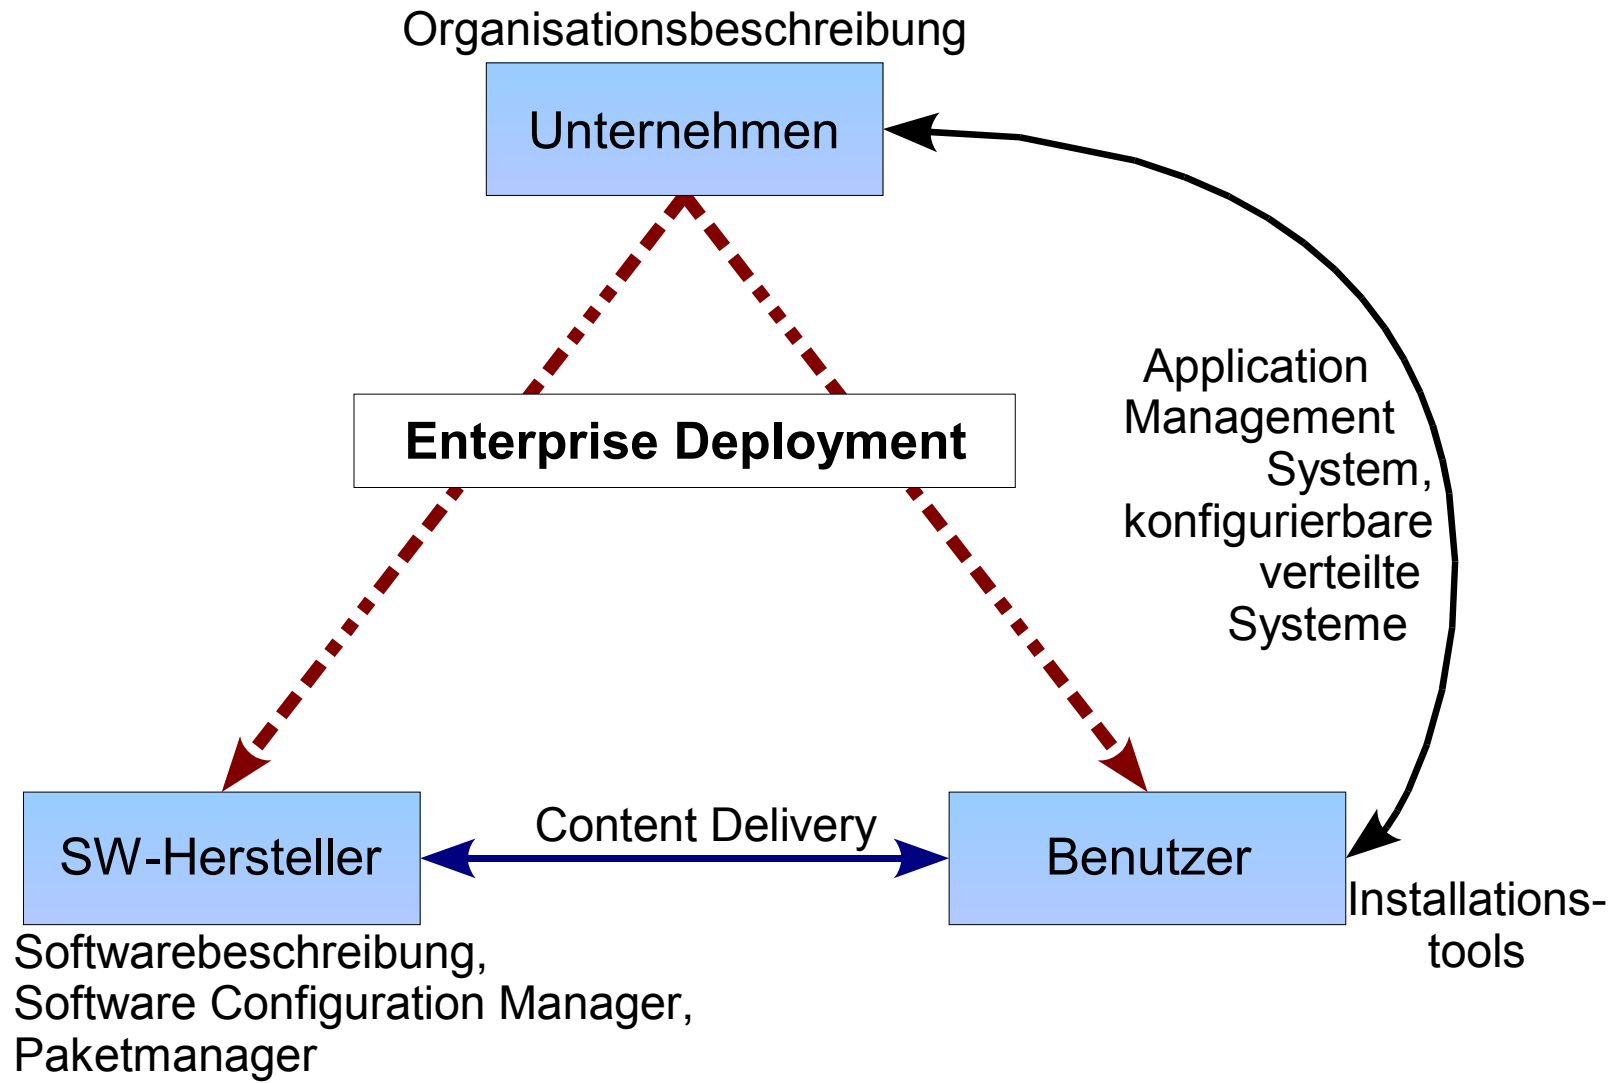 Organisationsbeschreibung
Unternehmen
Application
Management
System,
konfigurierbare
verteilte
Systeme
Enterprise Deployment
Content Delivery
SW-Hersteller
Benutzer
Installations-
tools
Softwarebeschreibung,
Software Configuration Manager,
Paketmanager